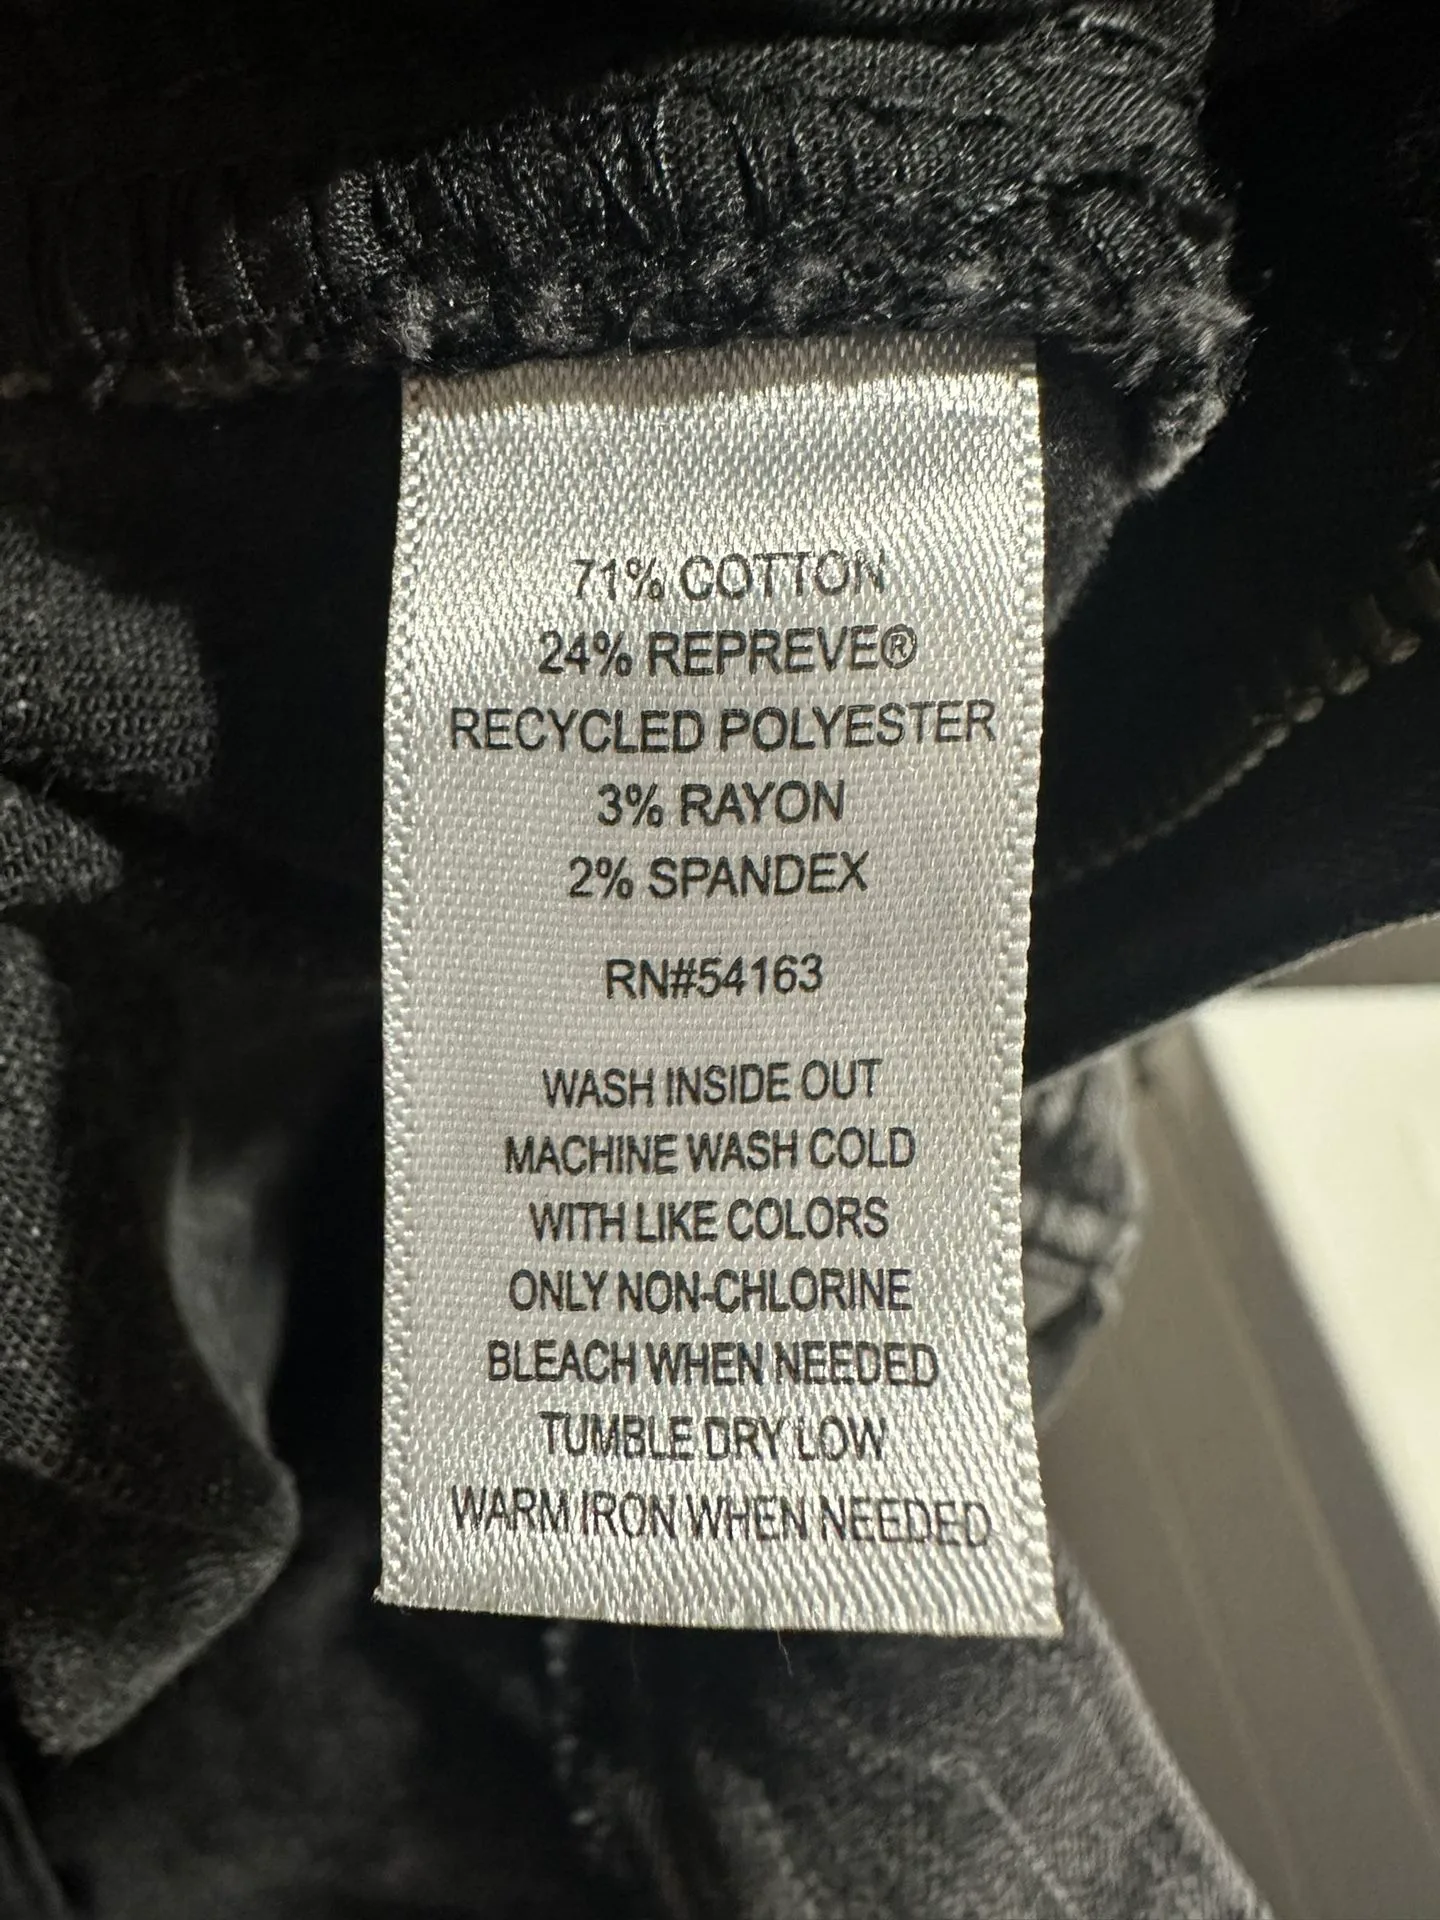 71% COTTON
24% REPREVE®
RECYCLED POLYESTER
3% RAYON
2% SPANDEX
RN#54163
WASH INSIDE OUT
MACHINE WASH COLD
WITH LIKE COLORS
ONLY NON-CHLORINE
BLEACH WHEN NEEDED
TUMBLE DRY LOW
WARM IRON WHEN NEEDED